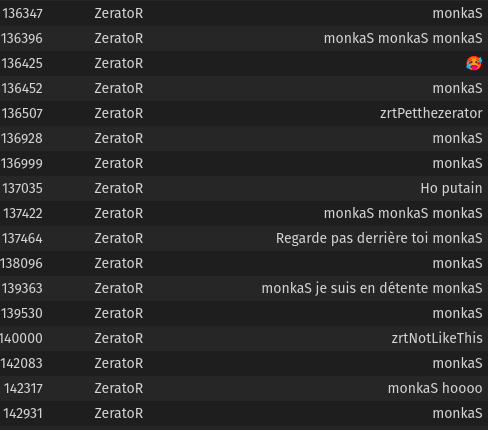 136347 ZeratoR monkaS
136396 ZeratoR monkaS monkaS monkaS
136425 ZeratoR 🥵
136452 ZeratoR monkaS
136507 ZeratoR zrtPetthezerator
136928 ZeratoR monkaS
136999 ZeratoR monkaS
137035 ZeratoR Ho putain
137422 ZeratoR monkaS monkaS monkaS
137464 ZeratoR Regarde pas derrière toi monkaS
138096 ZeratoR monkaS
139363 ZeratoR monkaS je suis en détente monkaS
139530 ZeratoR monkaS
140000 ZeratoR zrtNotLikeThis
142083 ZeratoR monkaS
142317 ZeratoR monkaS hoooo
142931 ZeratoR monkaS